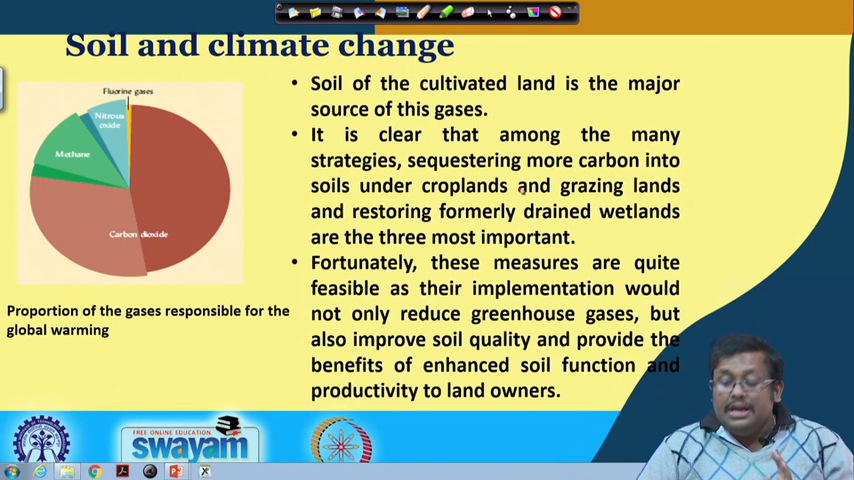 Soil and climate change
Fluorine gases
Nitrous
oxide
Methane
Carbon dioxide
Proportion of the gases responsible for the
global warming
• Soil of the cultivated land is the major
source of this gases.
• It is clear that among the many
strategies, sequestering more carbon into
soils under croplands and grazing lands
and restoring formerly drained wetlands
are the three most important.
• Fortunately, these measures are quite
feasible as their implementation would
not only reduce greenhouse gases, but
also improve soil quality and provide the
benefits of enhanced soil function and
productivity to land owners.
FREE ONLINE EDUCATION
swayam